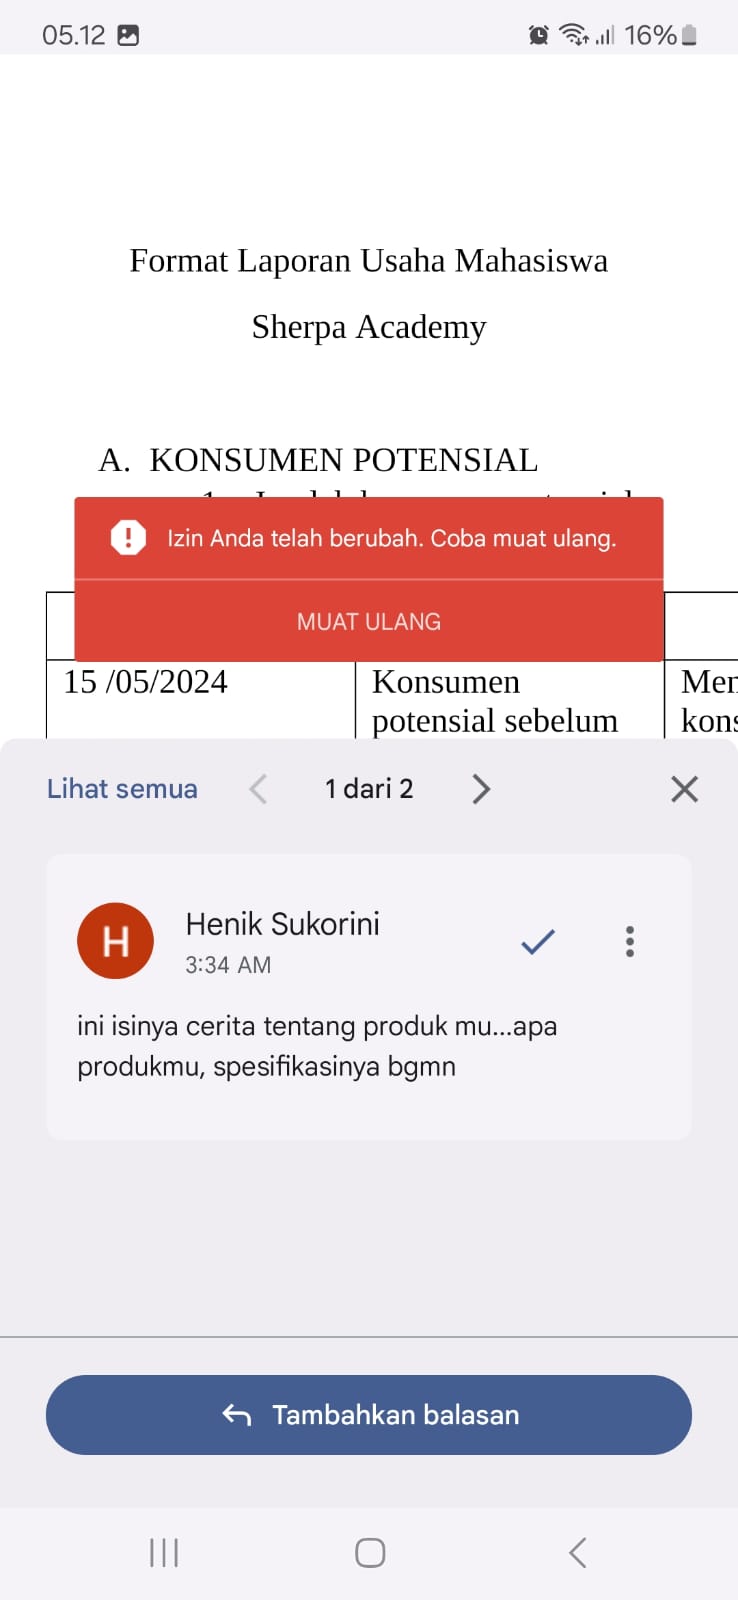 05.12
16%
Format Laporan Usaha Mahasiswa
Sherpa Academy
A. KONSUMEN POTENSIAL
Izin Anda telah berubah. Coba muat ulang.
MUAT ULANG
15 /05/2024
Konsumen
potensial sebelum
Lihat semua
1 dari 2
H
Henik Sukorini
3:34 AM
ini isinya cerita tentang produk mu...apa
produkmu, spesifikasinya bgmn
Tambahkan balasan